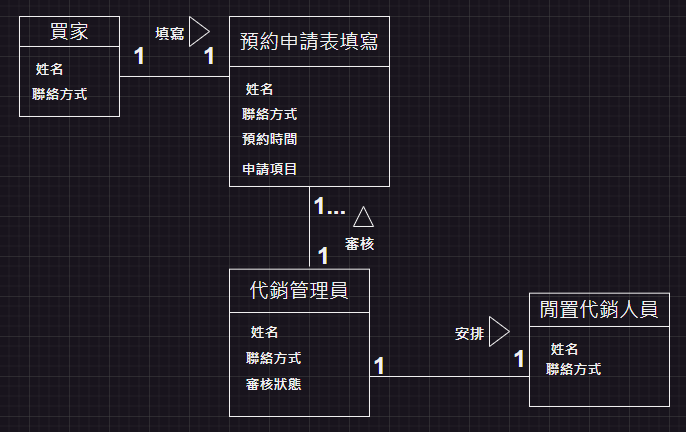 買家
姓名
聯絡方式
填寫
1
1
預約申請表填寫
姓名
聯絡方式
預約時間
申請項目
1...
審核
1
代銷管理員
姓名
聯絡方式
審核狀態
安排
1
1
閒置代銷人員
姓名
聯絡方式